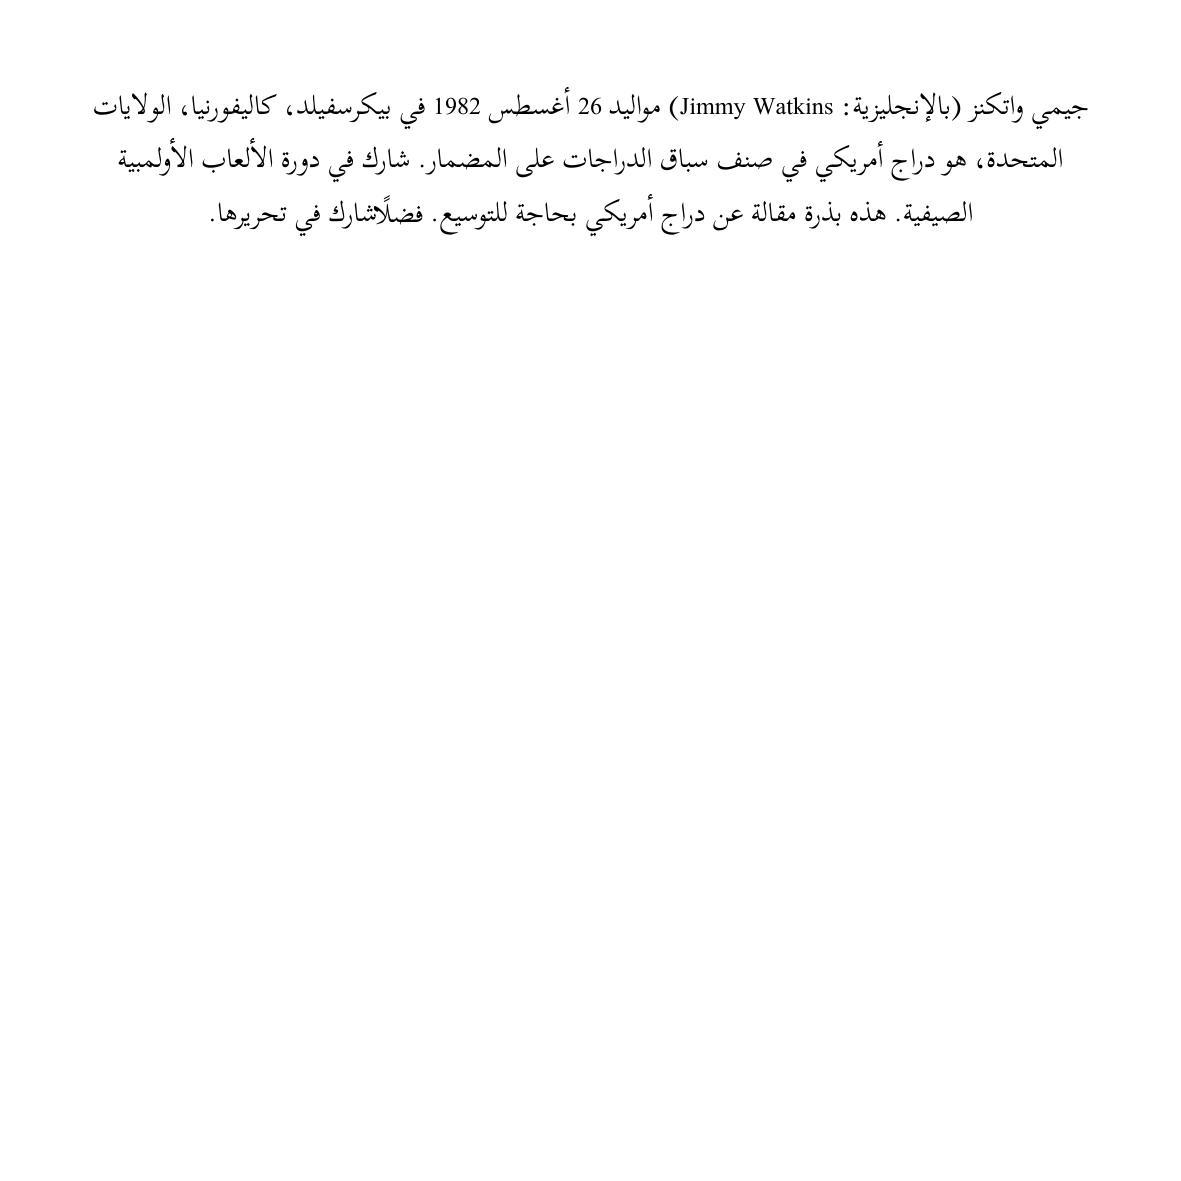 جيمي واتكنز (بالإنجليزية: Jimmy Watkins) مواليد 26 أغسطس 1982 في بيكرسفيلد، كاليفورنيا، الولايات
المتحدة، هو دراج أمريكي في صنف سباق الدراجات على المضمار. شارك في دورة الألعاب الأولمبية
الصيفية. هذه بذرة مقالة عن دراج أمريكي بحاجة للتوسيع. فضلًاشارك في تحريرها.